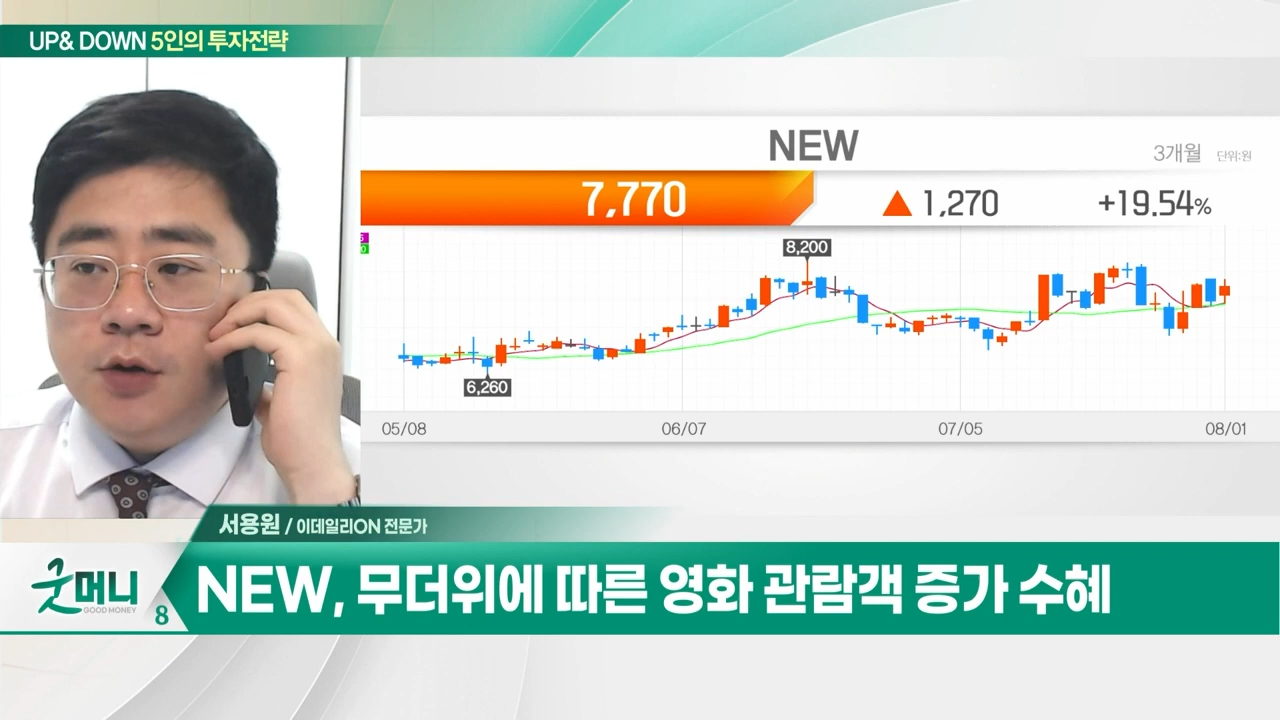 UP& DOWN 5인의 투자전략
NEW
3개월 단위:원
7,770 ▲ 1,270 +19.54%
8,200
6,260
05/08 06/07 07/05 08/01
서용원 / 이데일리ON 전문가
굿머니
GOOD MONEY
8
NEW, 무더위에 따른 영화 관람객 증가 수혜